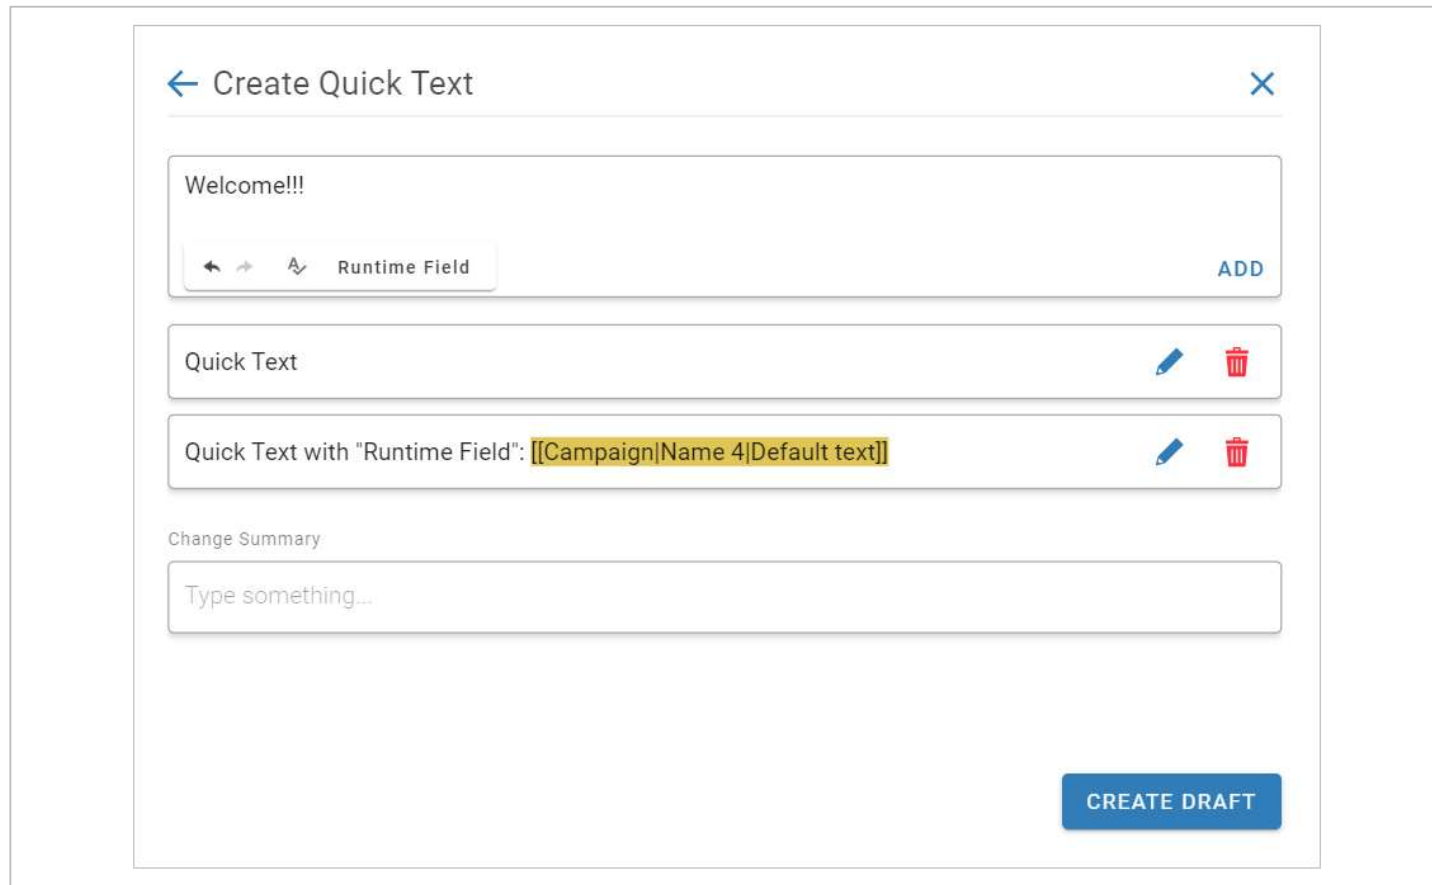 Create Quick Text
Welcome!!!
Runtime Field
ADD
Quick Text
Quick Text with "Runtime Field": [[Campaign|Name 4|Default text]]
Change Summary
Type something...
CREATE DRAFT